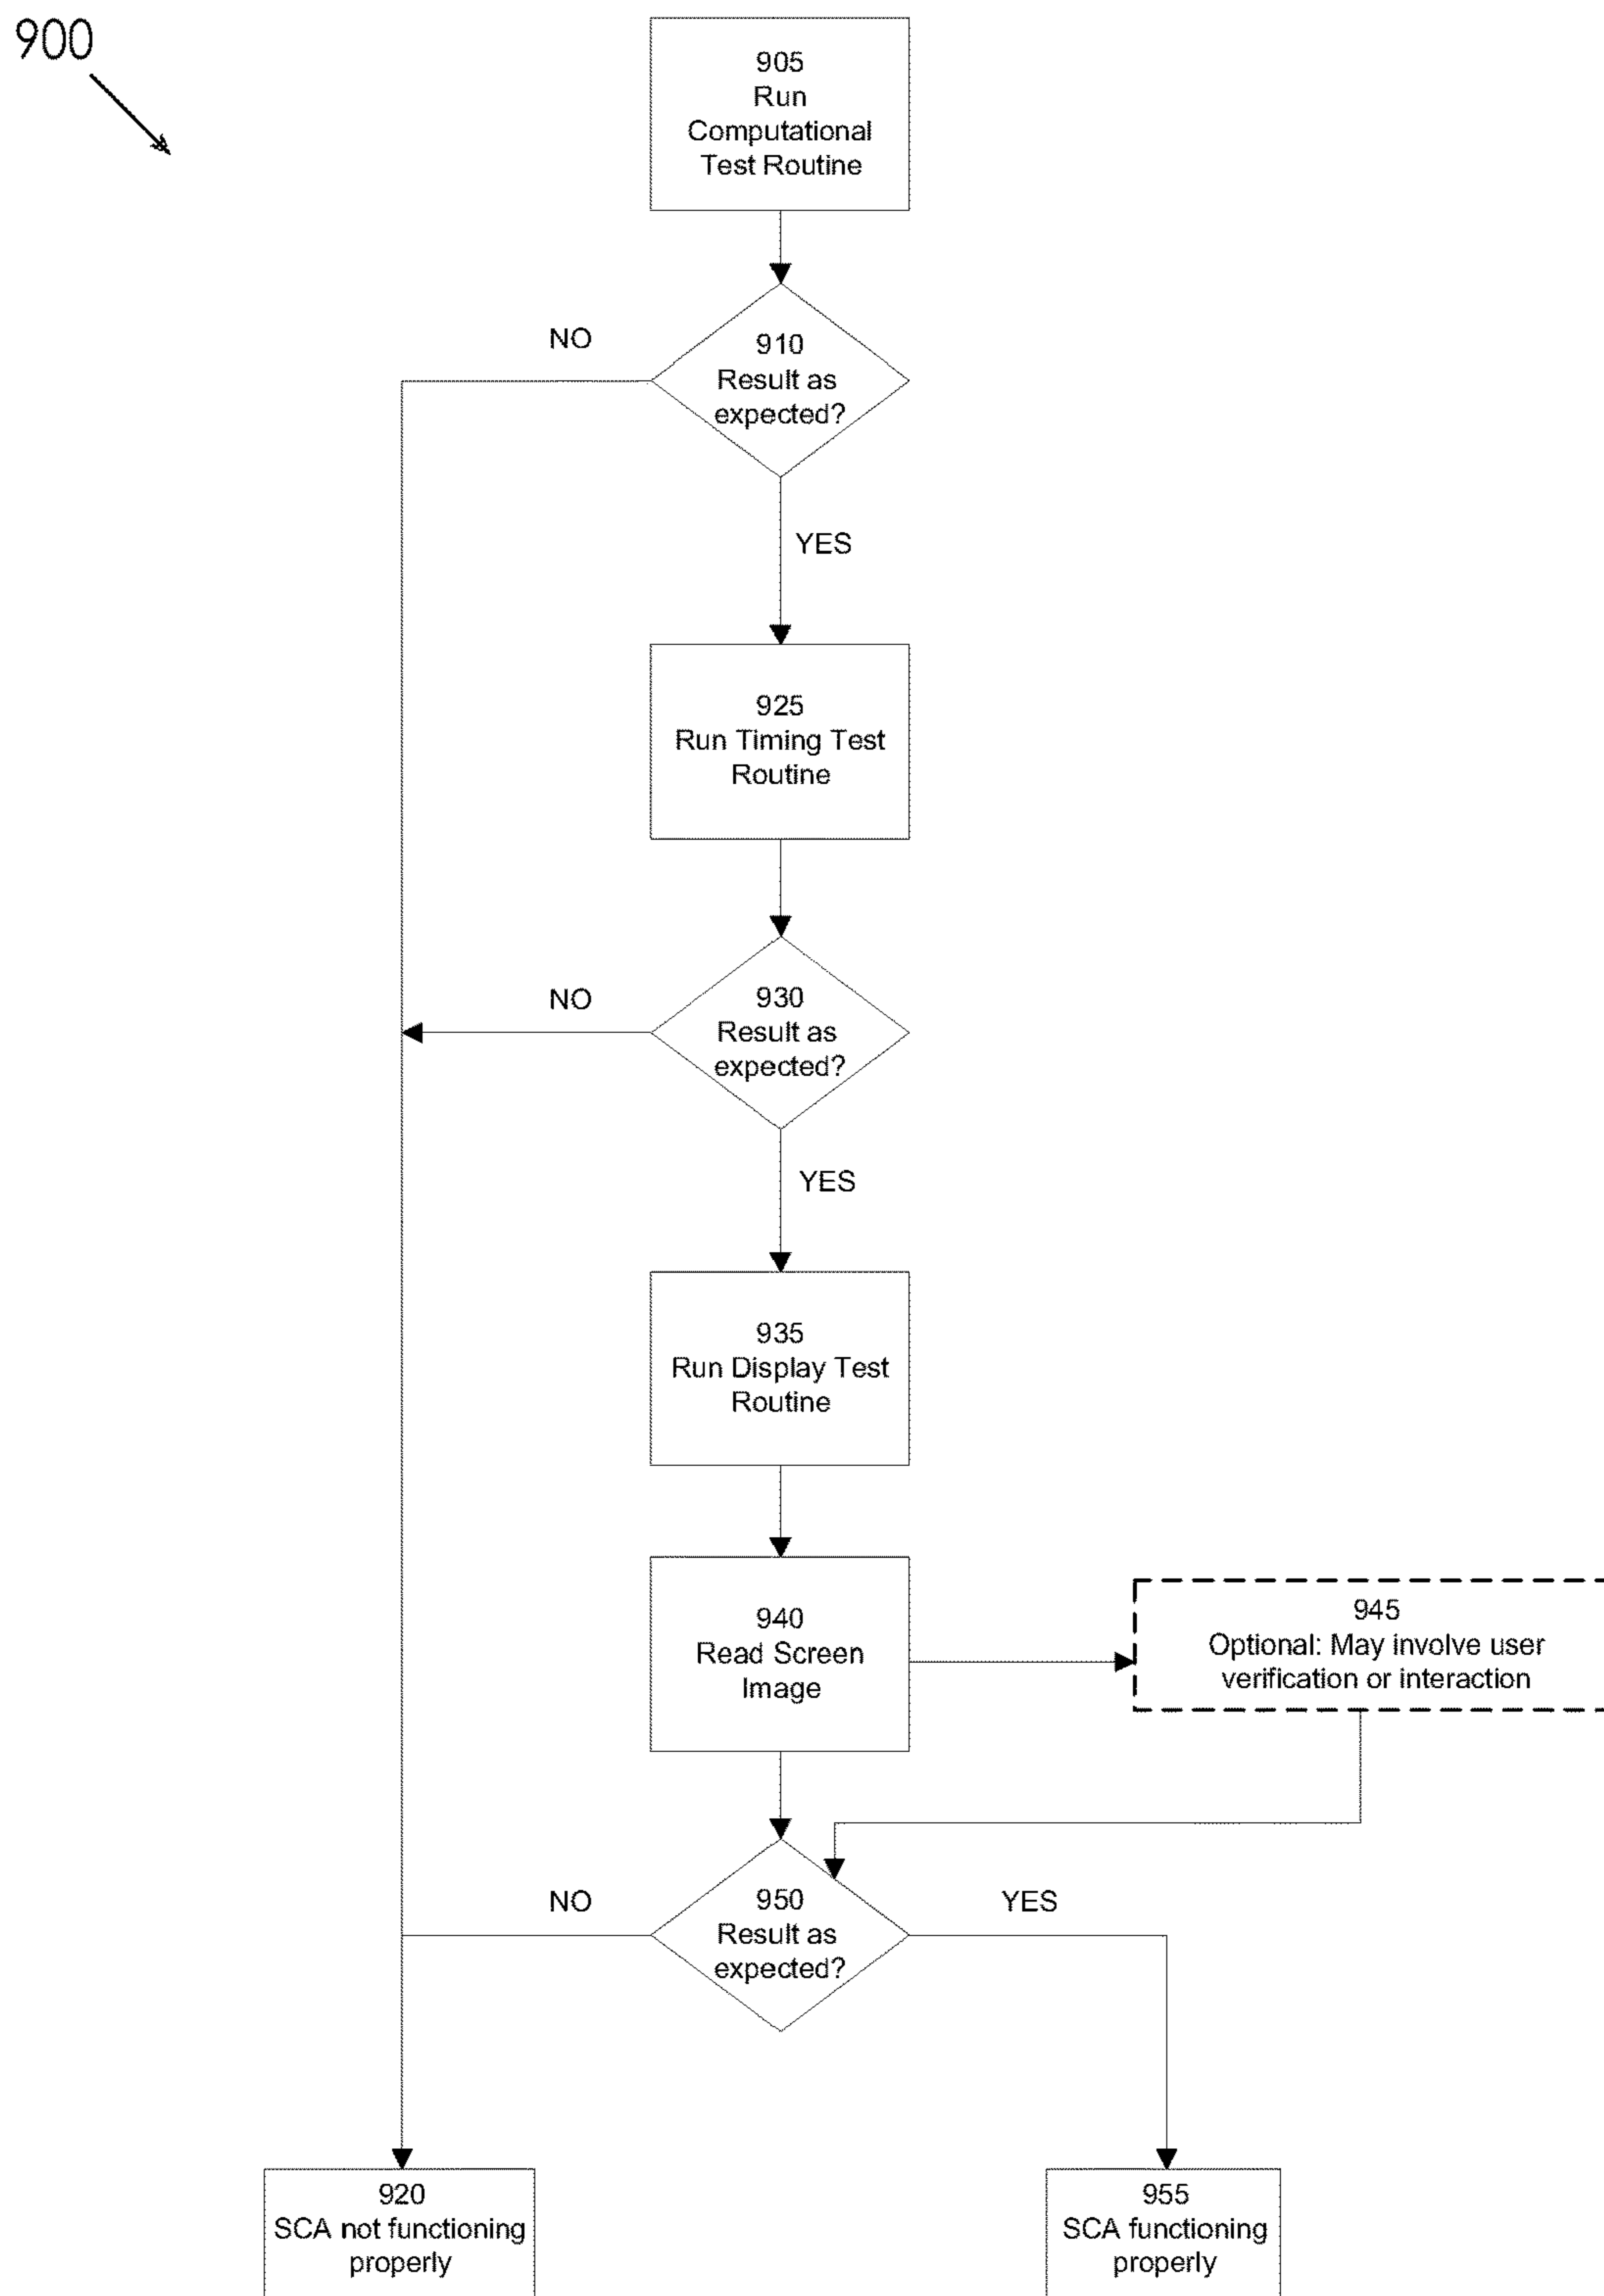 900
905
Run
Computational
Test Routine
NO
910
Result as
expected?
YES
925
Run Timing Test
Routine
NO
930
Result as
expected?
YES
935
Run Display Test
Routine
940
Read Screen
Image
945
Optional: May involve user
verification or interaction
NO
950
Result as
expected?
YES
920
SCA not functioning
properly
955
SCA functioning
properly